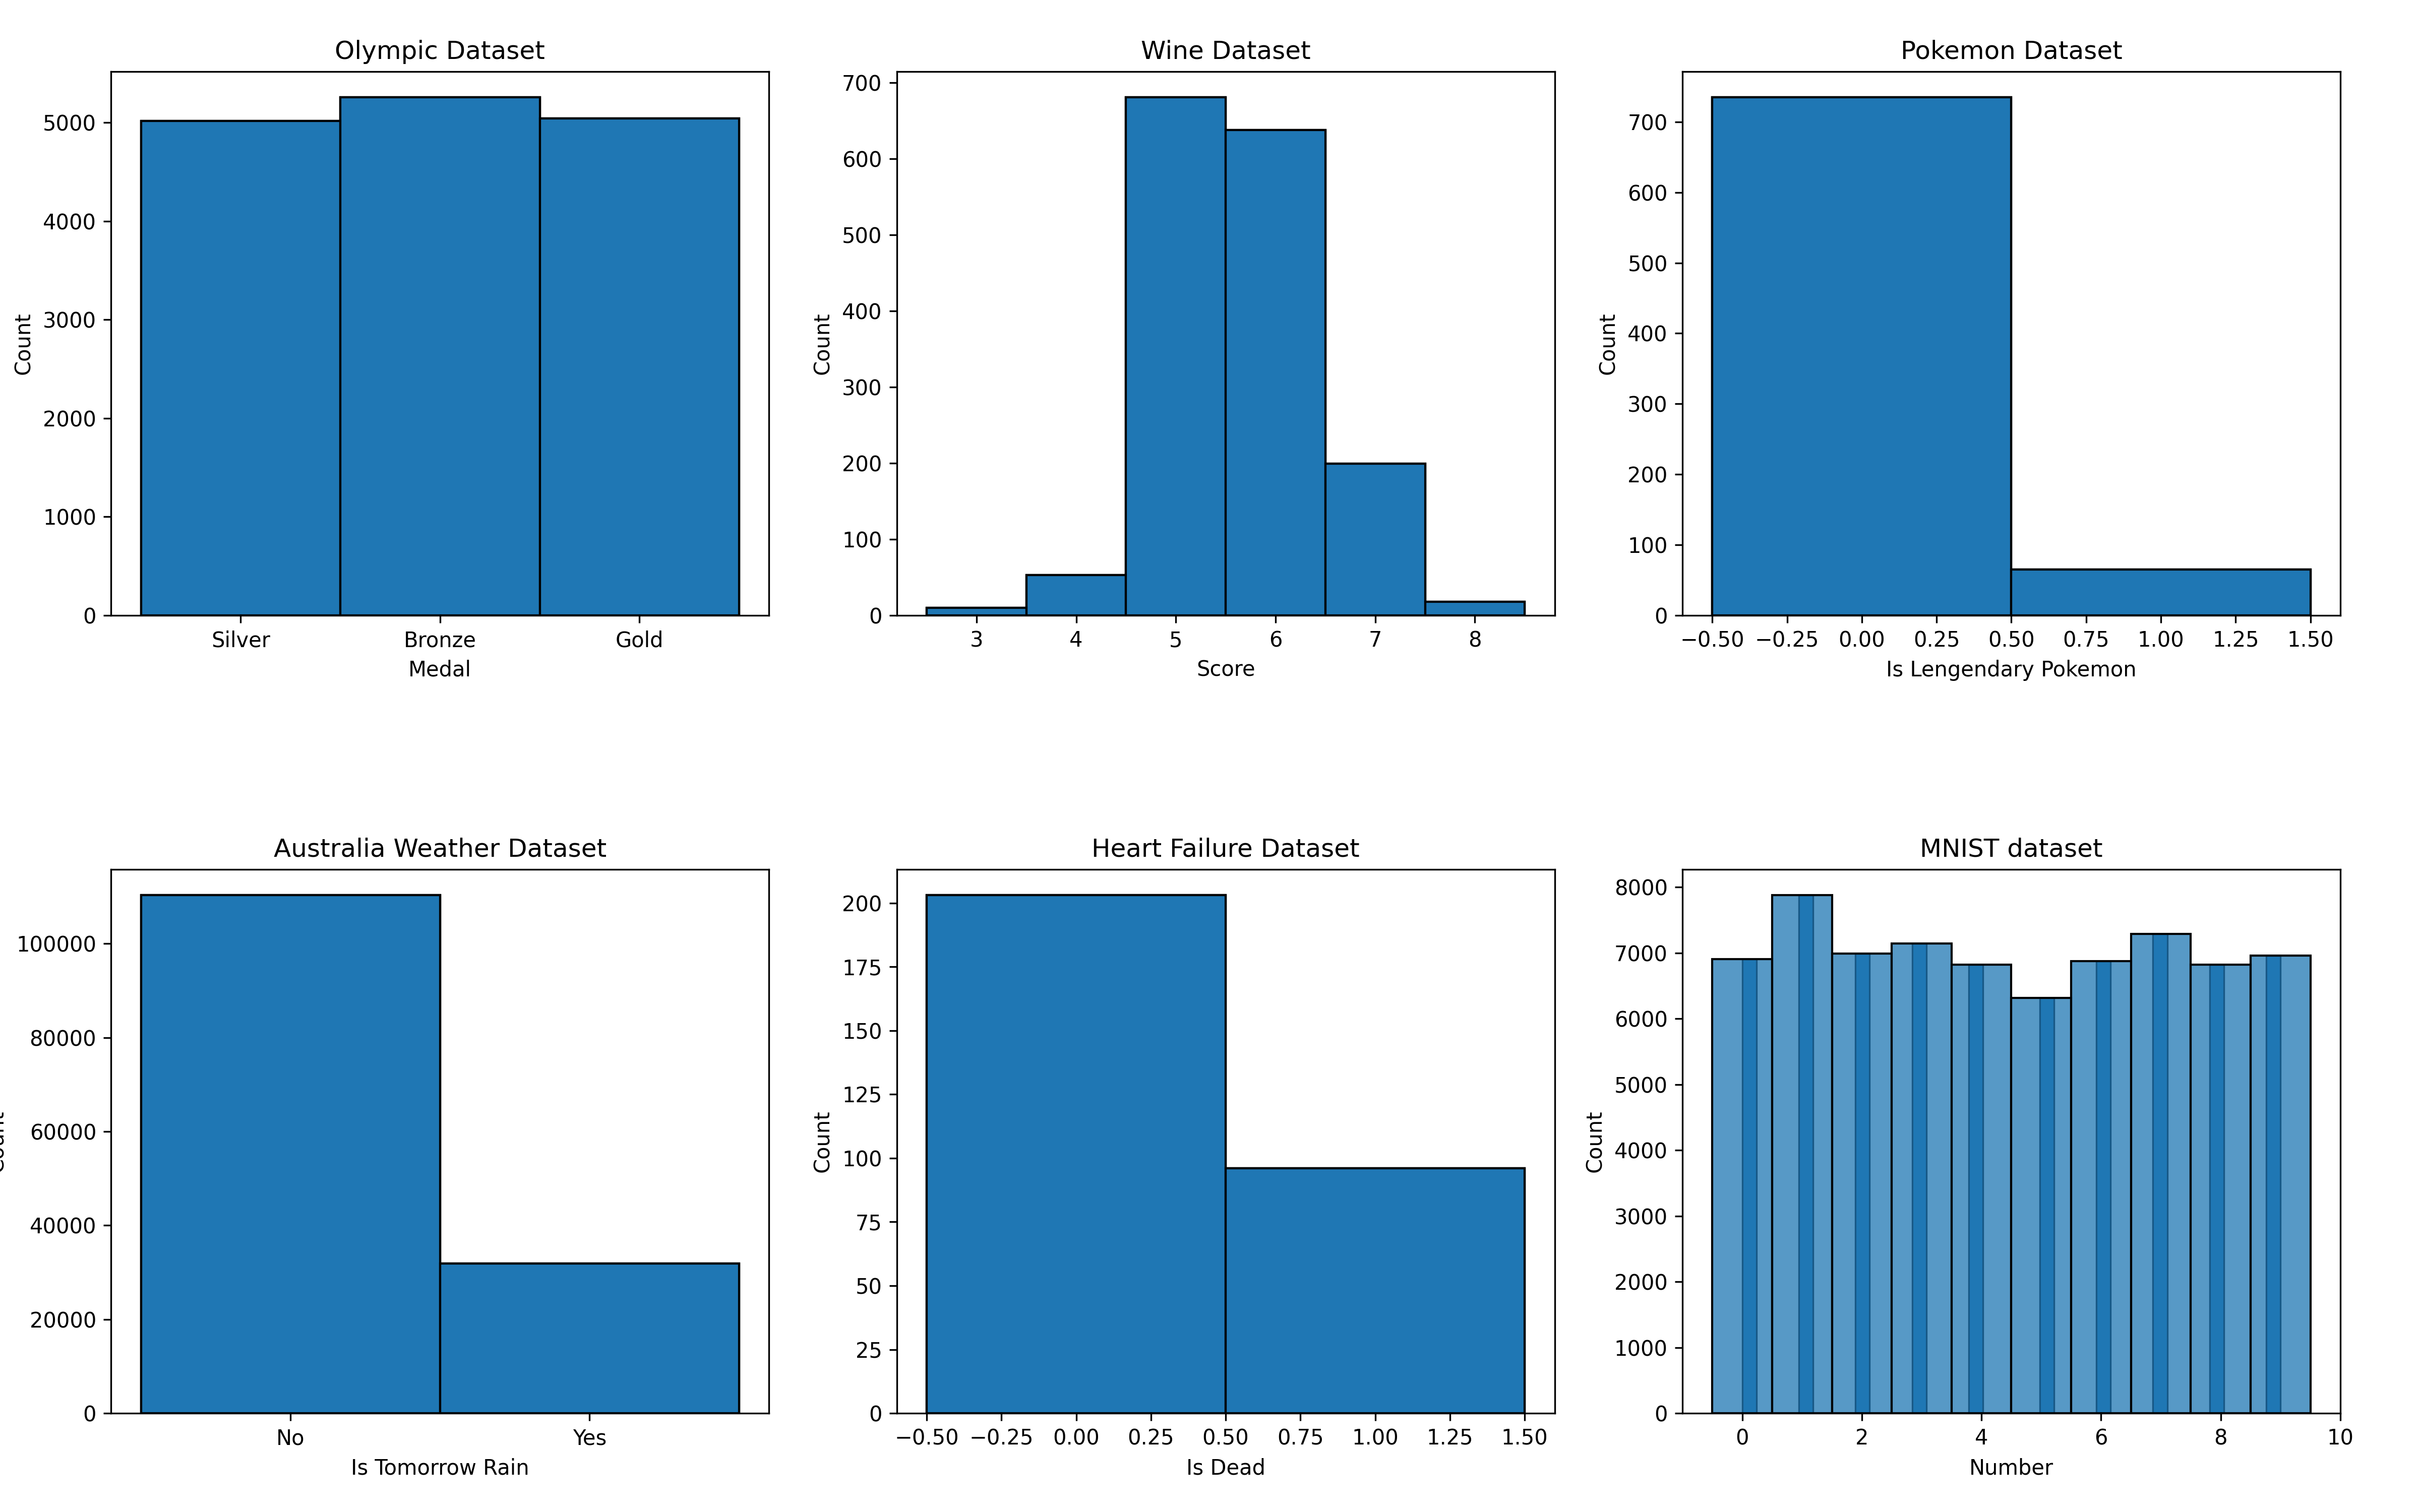 Olympic Dataset
5000
4000
3000
2000
1000
0
Count
Silver Bronze Gold
Medal
Wine Dataset
700
600
500
400
300
200
100
0
Count
3 4 5 6 7 8
Score
Pokemon Dataset
700
600
500
400
300
200
100
0
Count
−0.50 −0.25 0.00 0.25 0.50 0.75 1.00 1.25 1.50
Is Lengendary Pokemon
Australia Weather Dataset
100000
80000
60000
40000
20000
0
No Yes
Is Tomorrow Rain
Heart Failure Dataset
200
175
150
125
100
75
50
25
0
Count
−0.50 −0.25 0.00 0.25 0.50 0.75 1.00 1.25 1.50
Is Dead
MNIST dataset
8000
7000
6000
5000
4000
3000
2000
1000
0
Count
0 2 4 6 8 10
Number